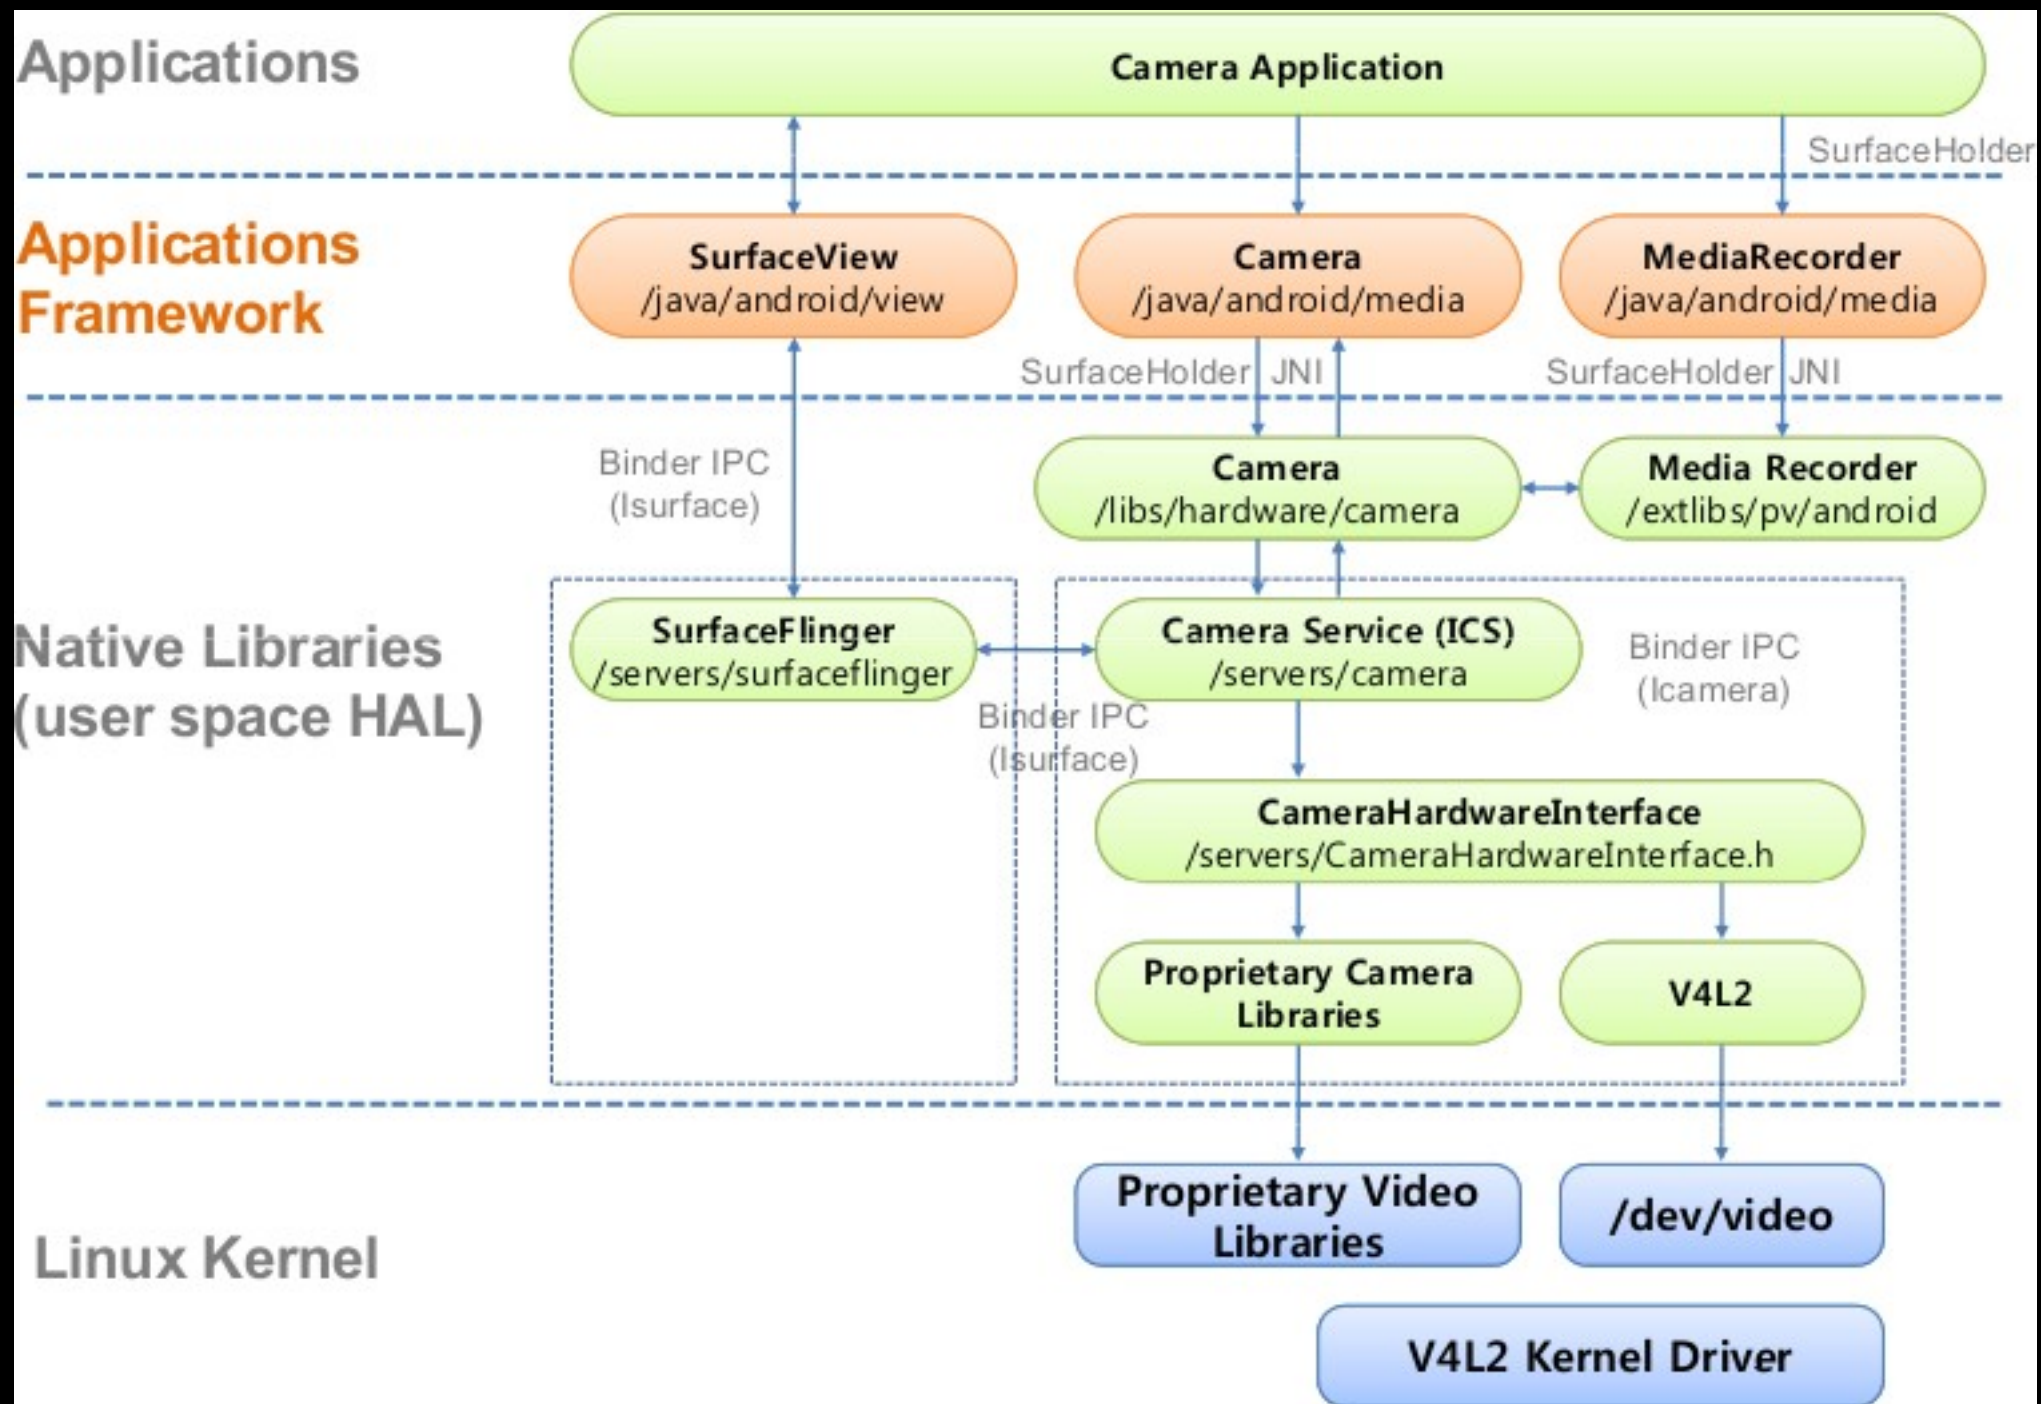 Applications
Camera Application
SurfaceHolder
Applications
Framework
SurfaceView
/java/android/view
Camera
/java/android/media
MediaRecorder
/java/android/media
SurfaceHolder JNI
SurfaceHolder JNI
Binder IPC
(Isurface)
Camera
/libs/hardware/camera
Media Recorder
/extlibs/pv/android
Native Libraries
(user space HAL)
SurfaceFlinger
/servers/surfaceflinger
Camera Service (ICS)
/servers/camera
Binder IPC
(Icamera)
Binder IPC
(Isurface)
CameraHardwareInterface
/servers/CameraHardwareInterface.h
Proprietary Camera
Libraries
V4L2
Linux Kernel
Proprietary Video
Libraries
/dev/video
V4L2 Kernel Driver